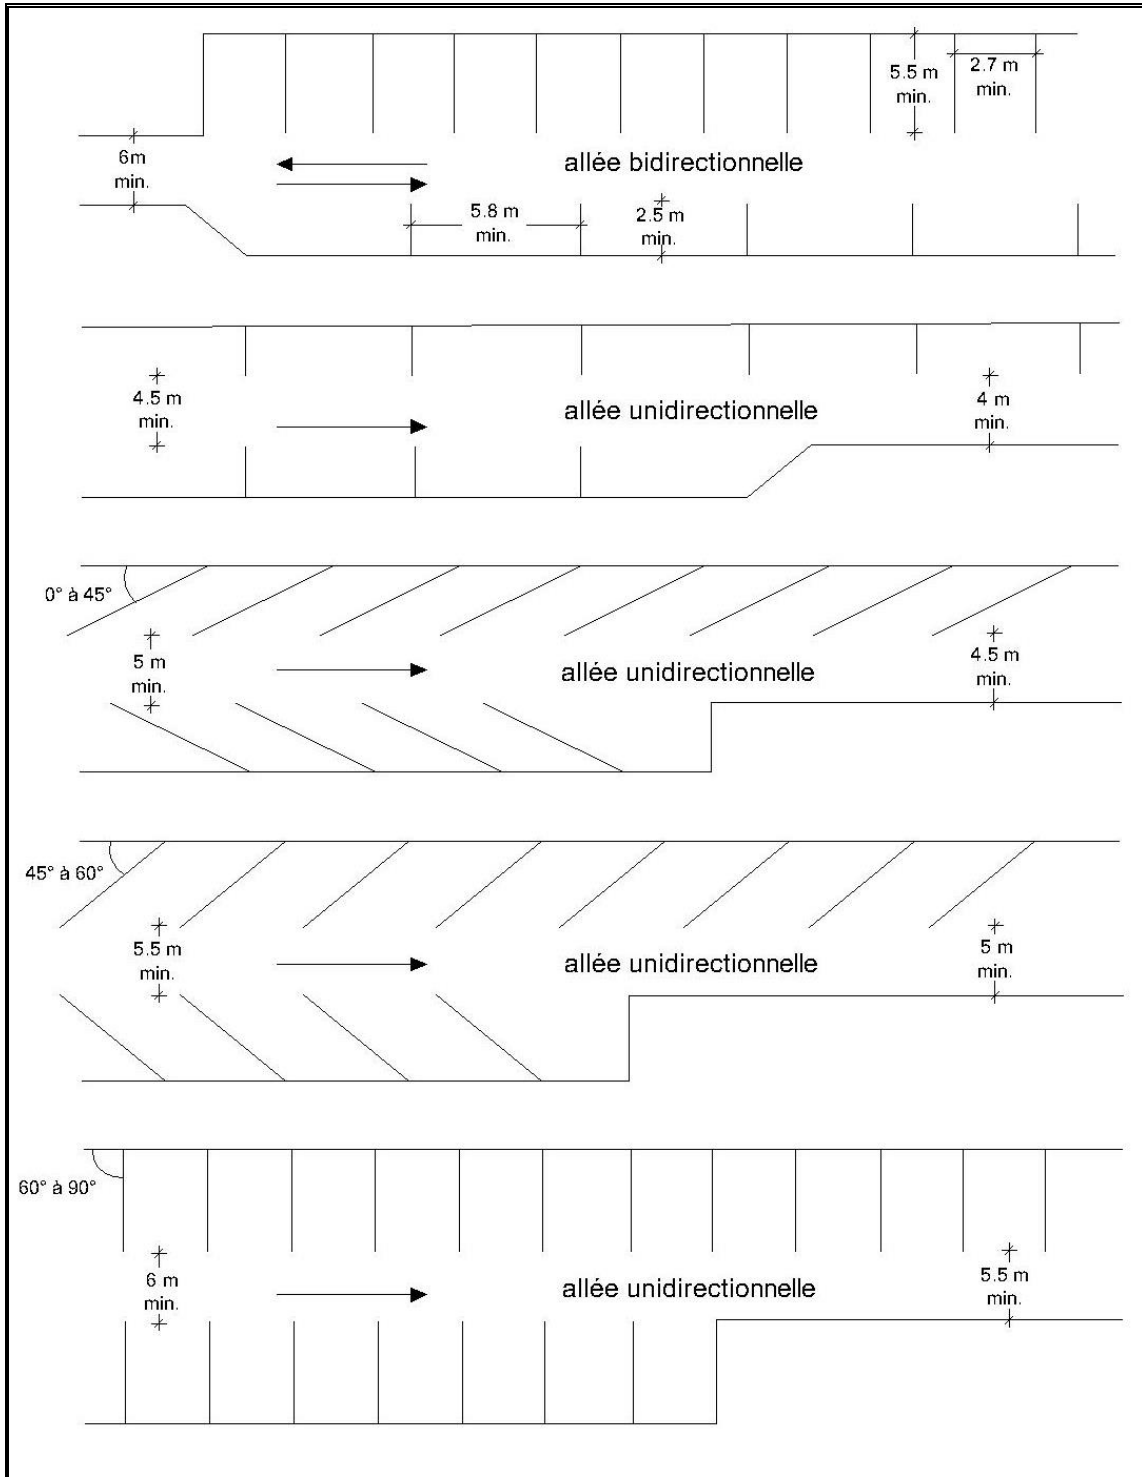 5.5 m
min.
2.7 m
min.
6m
min.
allée bidirectionnelle
5.8 m
min.
2.5 m
min.
4.5 m
min.
allée unidirectionnelle
4 m
min.
0° à 45°
5 m
min.
allée unidirectionnelle
4.5 m
min.
45° à 60°
5.5 m
min.
allée unidirectionnelle
5 m
min.
60° à 90°
6 m
min.
allée unidirectionnelle
5.5 m
min.